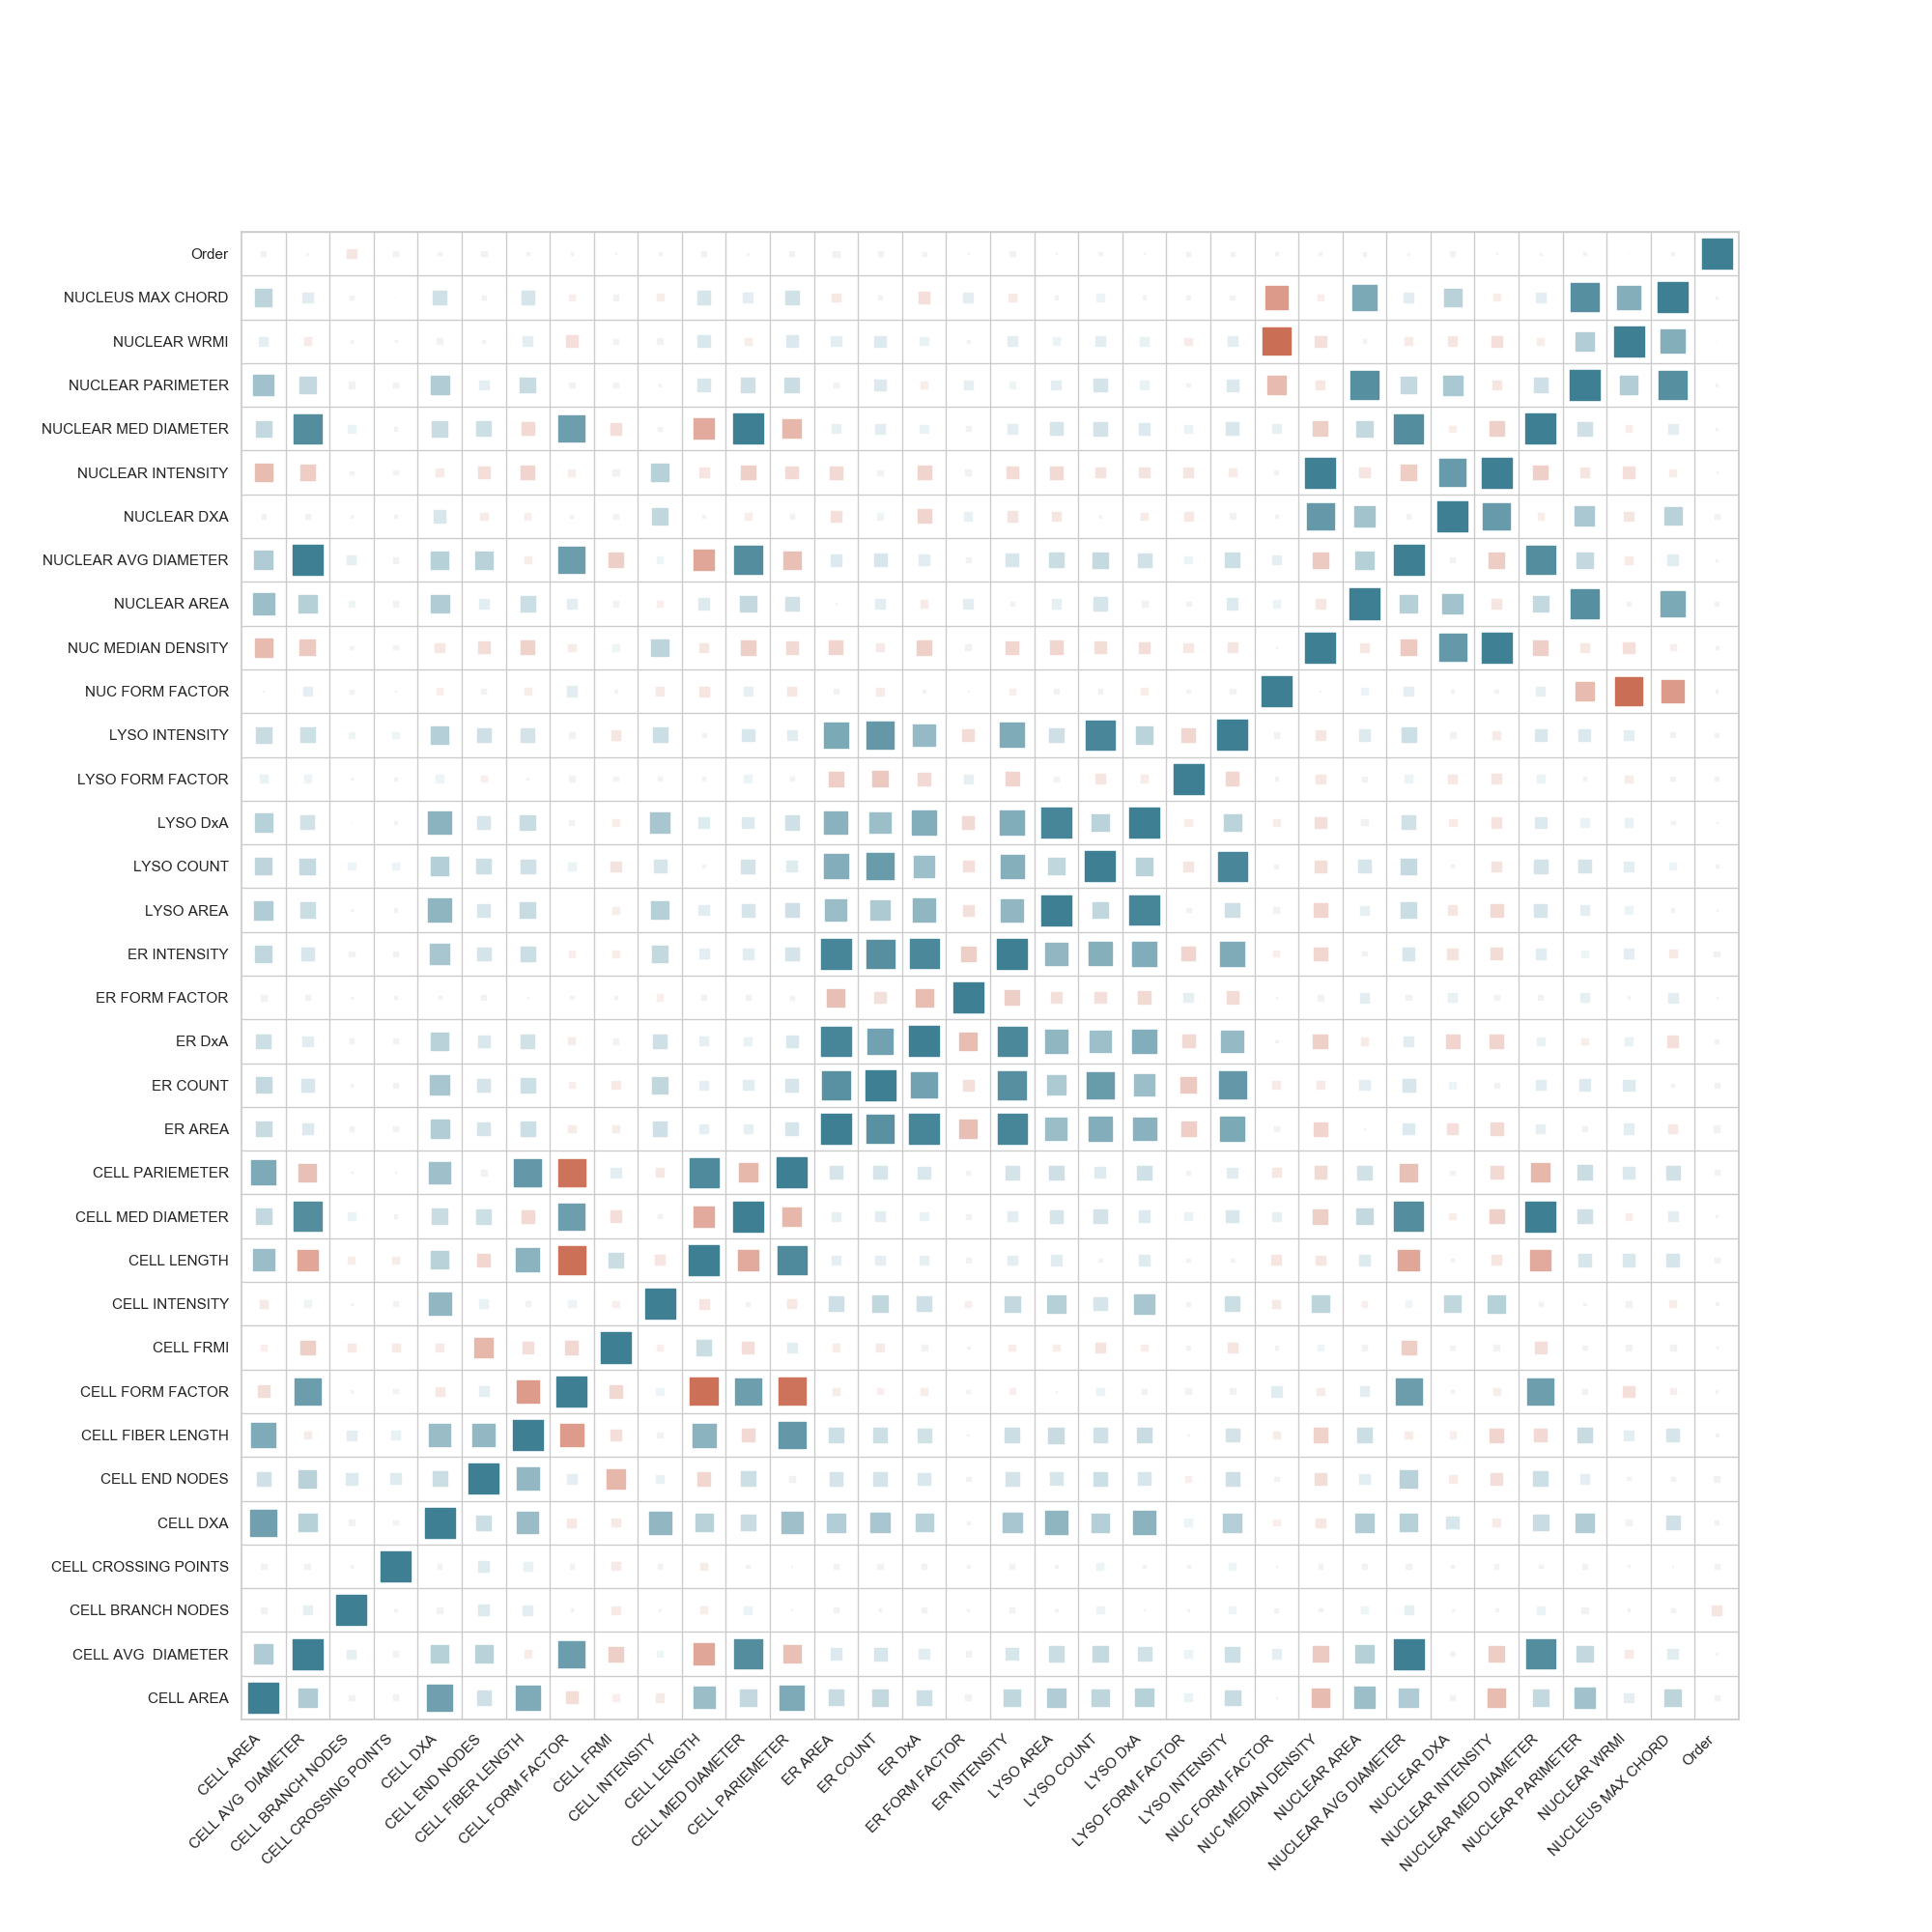 Order
NUCLEUS MAX CHORD
NUCLEAR WRMI
NUCLEAR PARIMETER
NUCLEAR MED DIAMETER
NUCLEAR INTENSITY
NUCLEAR DXA
NUCLEAR AVG DIAMETER
NUCLEAR AREA
NUC MEDIAN DENSITY
NUC FORM FACTOR
LYSO INTENSITY
LYSO FORM FACTOR
LYSO DxA
LYSO COUNT
LYSO AREA
ER INTENSITY
ER FORM FACTOR
ER DxA
ER COUNT
ER AREA
CELL PARIEMETER
CELL MED DIAMETER
CELL LENGTH
CELL INTENSITY
CELL FRMI
CELL FORM FACTOR
CELL FIBER LENGTH
CELL END NODES
CELL DXA
CELL CROSSING POINTS
CELL BRANCH NODES
CELL AVG  DIAMETER
CELL AREA
CELL AREA
CELL AVG  DIAMETER
CELL BRANCH NODES
CELL CROSSING POINTS
CELL DXA
CELL END NODES
CELL FIBER LENGTH
CELL FORM FACTOR
CELL FRMI
CELL INTENSITY
CELL LENGTH
CELL MED DIAMETER
CELL PARIEMETER
ER AREA
ER COUNT
ER DxA
ER FORM FACTOR
ER INTENSITY
LYSO AREA
LYSO COUNT
LYSO DxA
LYSO FORM FACTOR
LYSO INTENSITY
NUC FORM FACTOR
NUC MEDIAN DENSITY
NUCLEAR AREA
NUCLEAR AVG DIAMETER
NUCLEAR DXA
NUCLEAR INTENSITY
NUCLEAR MED DIAMETER
NUCLEAR PARIMETER
NUCLEAR WRMI
NUCLEUS MAX CHORD
Order